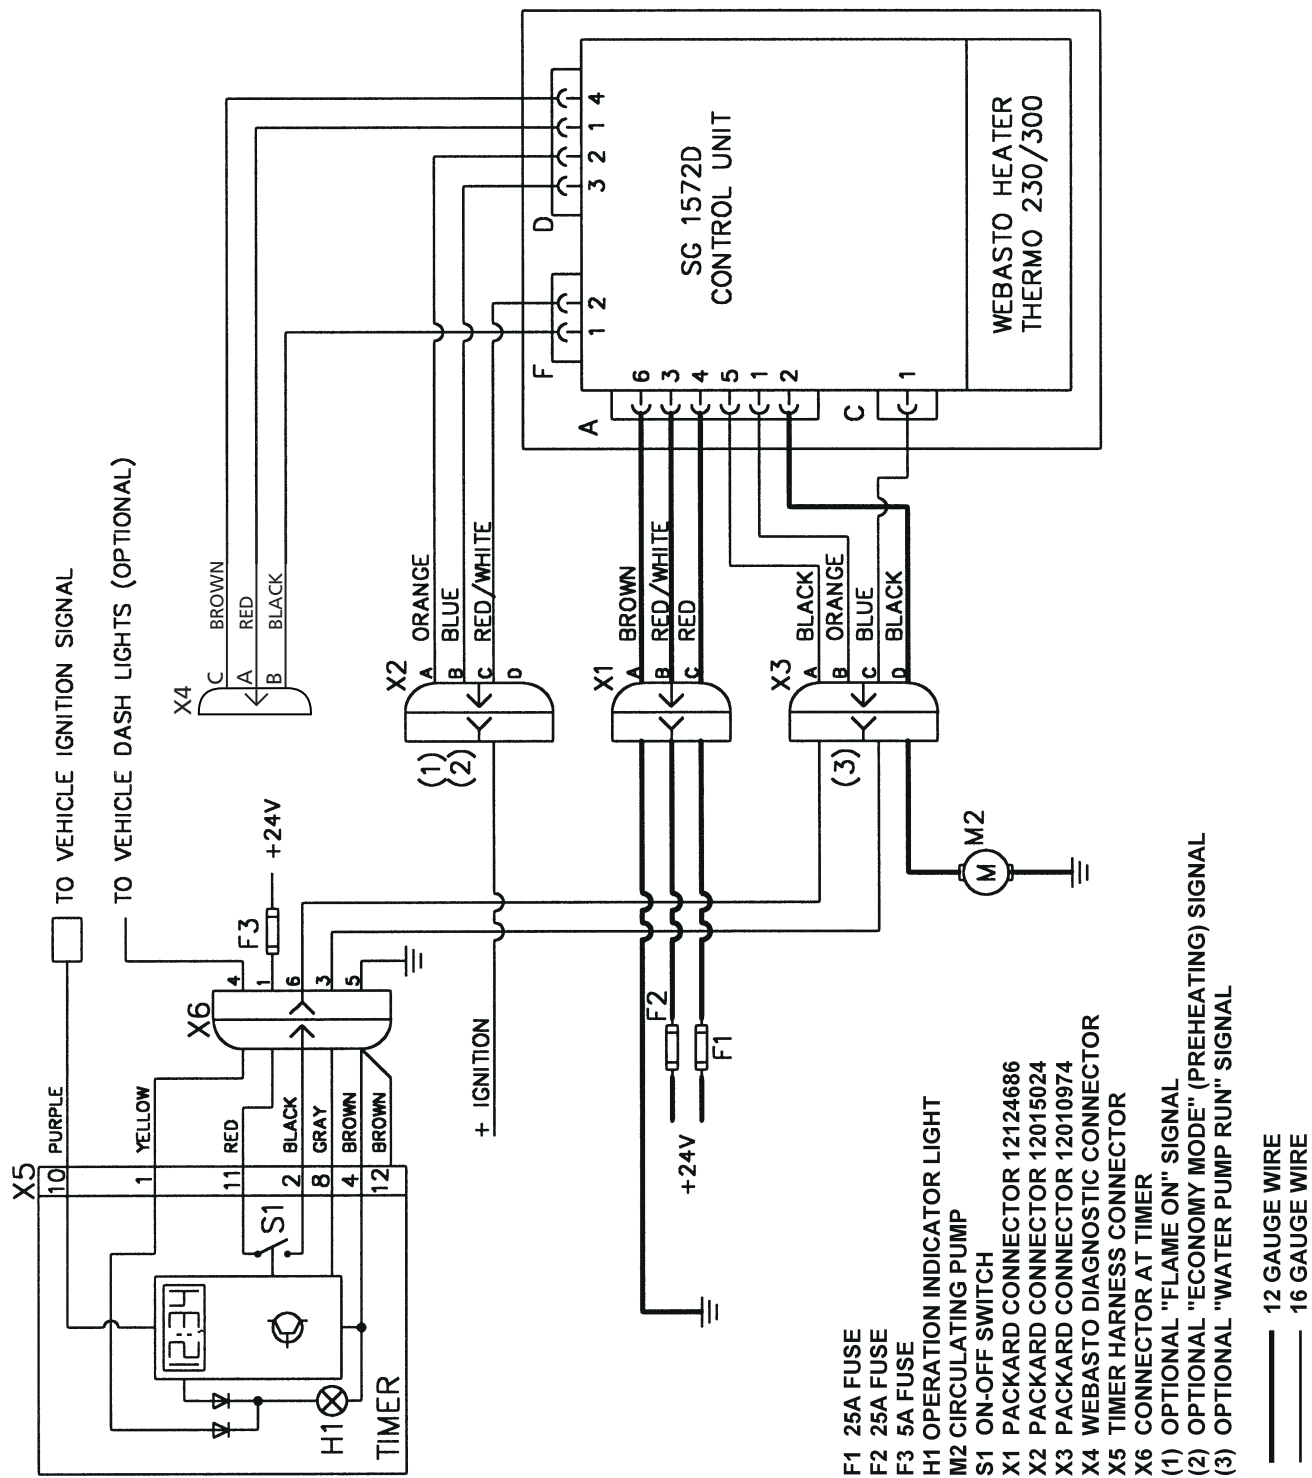 TO VEHICLE IGNITION SIGNAL
TO VEHICLE DASH LIGHTS (OPTIONAL)
+24V
F3
X4
C BROWN
A RED
B BLACK
X2
A ORANGE
B BLUE
C RED/WHITE
D
(1)
(2)
+ IGNITION
X1
A BROWN
B RED/WHITE
C RED
F2
F1
+24V
X3
A BLACK
B ORANGE
C BLUE
D BLACK
(3)
M2
M
D
4
1
2
3
F
2
1
A
6
3
4
5
1
2
C
1
SG 1572D
CONTROL UNIT
WEBASTO HEATER
THERMO 230/300
X6
4
1
6
3
5
X5
10 PURPLE
1 YELLOW
11 RED
2 BLACK
8 GRAY
4 BROWN
12 BROWN
S1
H1
TIMER
F1 25A FUSE
F2 25A FUSE
F3 5A FUSE
H1 OPERATION INDICATOR LIGHT
M2 CIRCULATING PUMP
S1 ON-OFF SWITCH
X1 PACKARD CONNECTOR 12124686
X2 PACKARD CONNECTOR 12015024
X3 PACKARD CONNECTOR 12010974
X4 WEBASTO DIAGNOSTIC CONNECTOR
X5 TIMER HARNESS CONNECTOR
X6 CONNECTOR AT TIMER
(1) OPTIONAL "FLAME ON" SIGNAL
(2) OPTIONAL "ECONOMY MODE" (PREHEATING) SIGNAL
(3) OPTIONAL "WATER PUMP RUN" SIGNAL
12 GAUGE WIRE
16 GAUGE WIRE